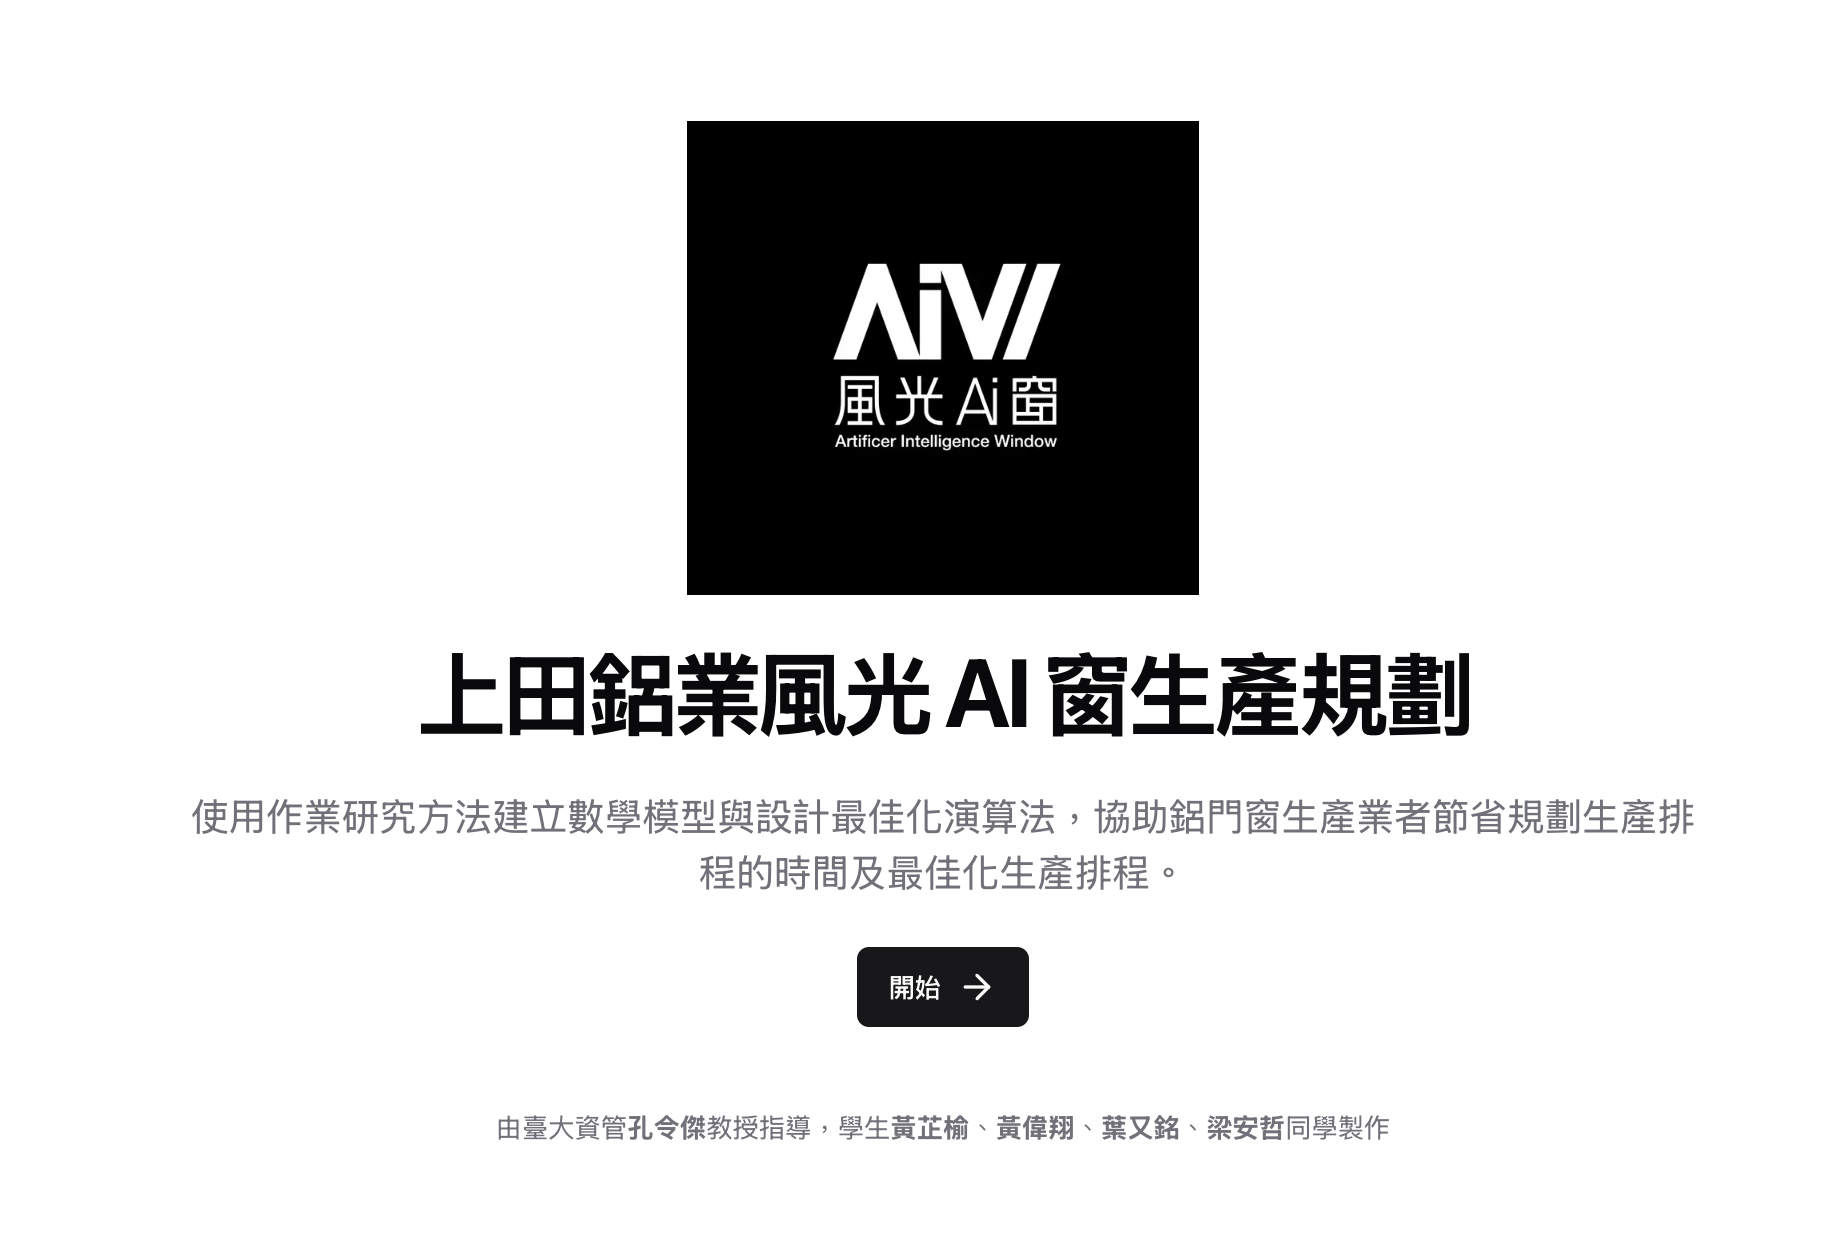 AiW
風光 Ai 窗
Artificer Intelligence Window
上田鋁業風光 AI 窗生產規劃
使用作業研究方法建立數學模型與設計最佳化演算法，協助鋁門窗生產業者節省規劃生產排
程的時間及最佳化生產排程。
開始 →
由臺大資管孔令傑教授指導，學生黃芷榆、黃偉翔、葉又銘、梁安哲同學製作